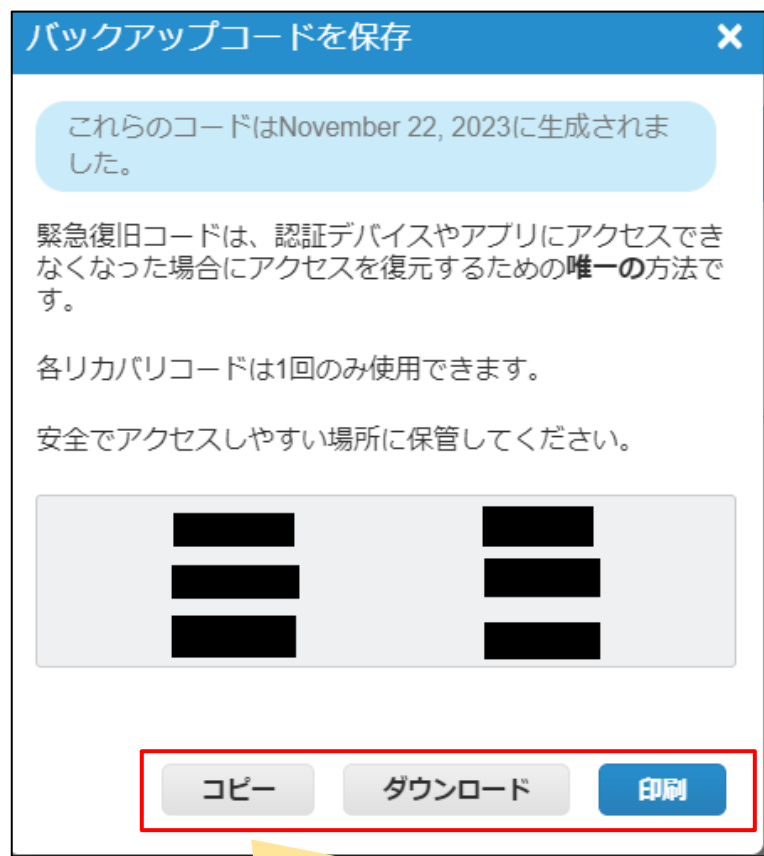 バックアップコードを保存
これらのコードはNovember 22, 2023に生成されま
した。
緊急復旧コードは、認証デバイスやアプリにアクセスでき
なくなった場合にアクセスを復元するための唯一の方法で
す。
各リカバリコードは1回のみ使用できます。
安全でアクセスしやすい場所に保管してください。
コピー ダウンロード 印刷